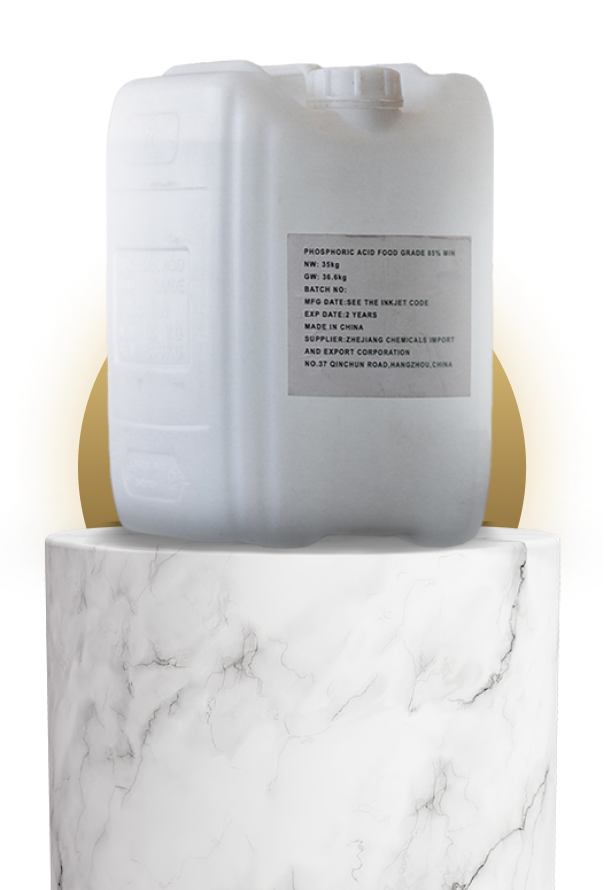 PHOSPHORIC ACID FOOD GRADE 85% MIN
NW: 35kg
GW: 36.6kg
BATCH NO:
MFG DATE:SEE THE INKJET CODE
EXP DATE:2 YEARS
MADE IN CHINA
SUPPLIER:ZHEJIANG CHEMICALS IMPORT
AND EXPORT CORPORATION
NO.37 QINCHUN ROAD,HANGZHOU,CHINA